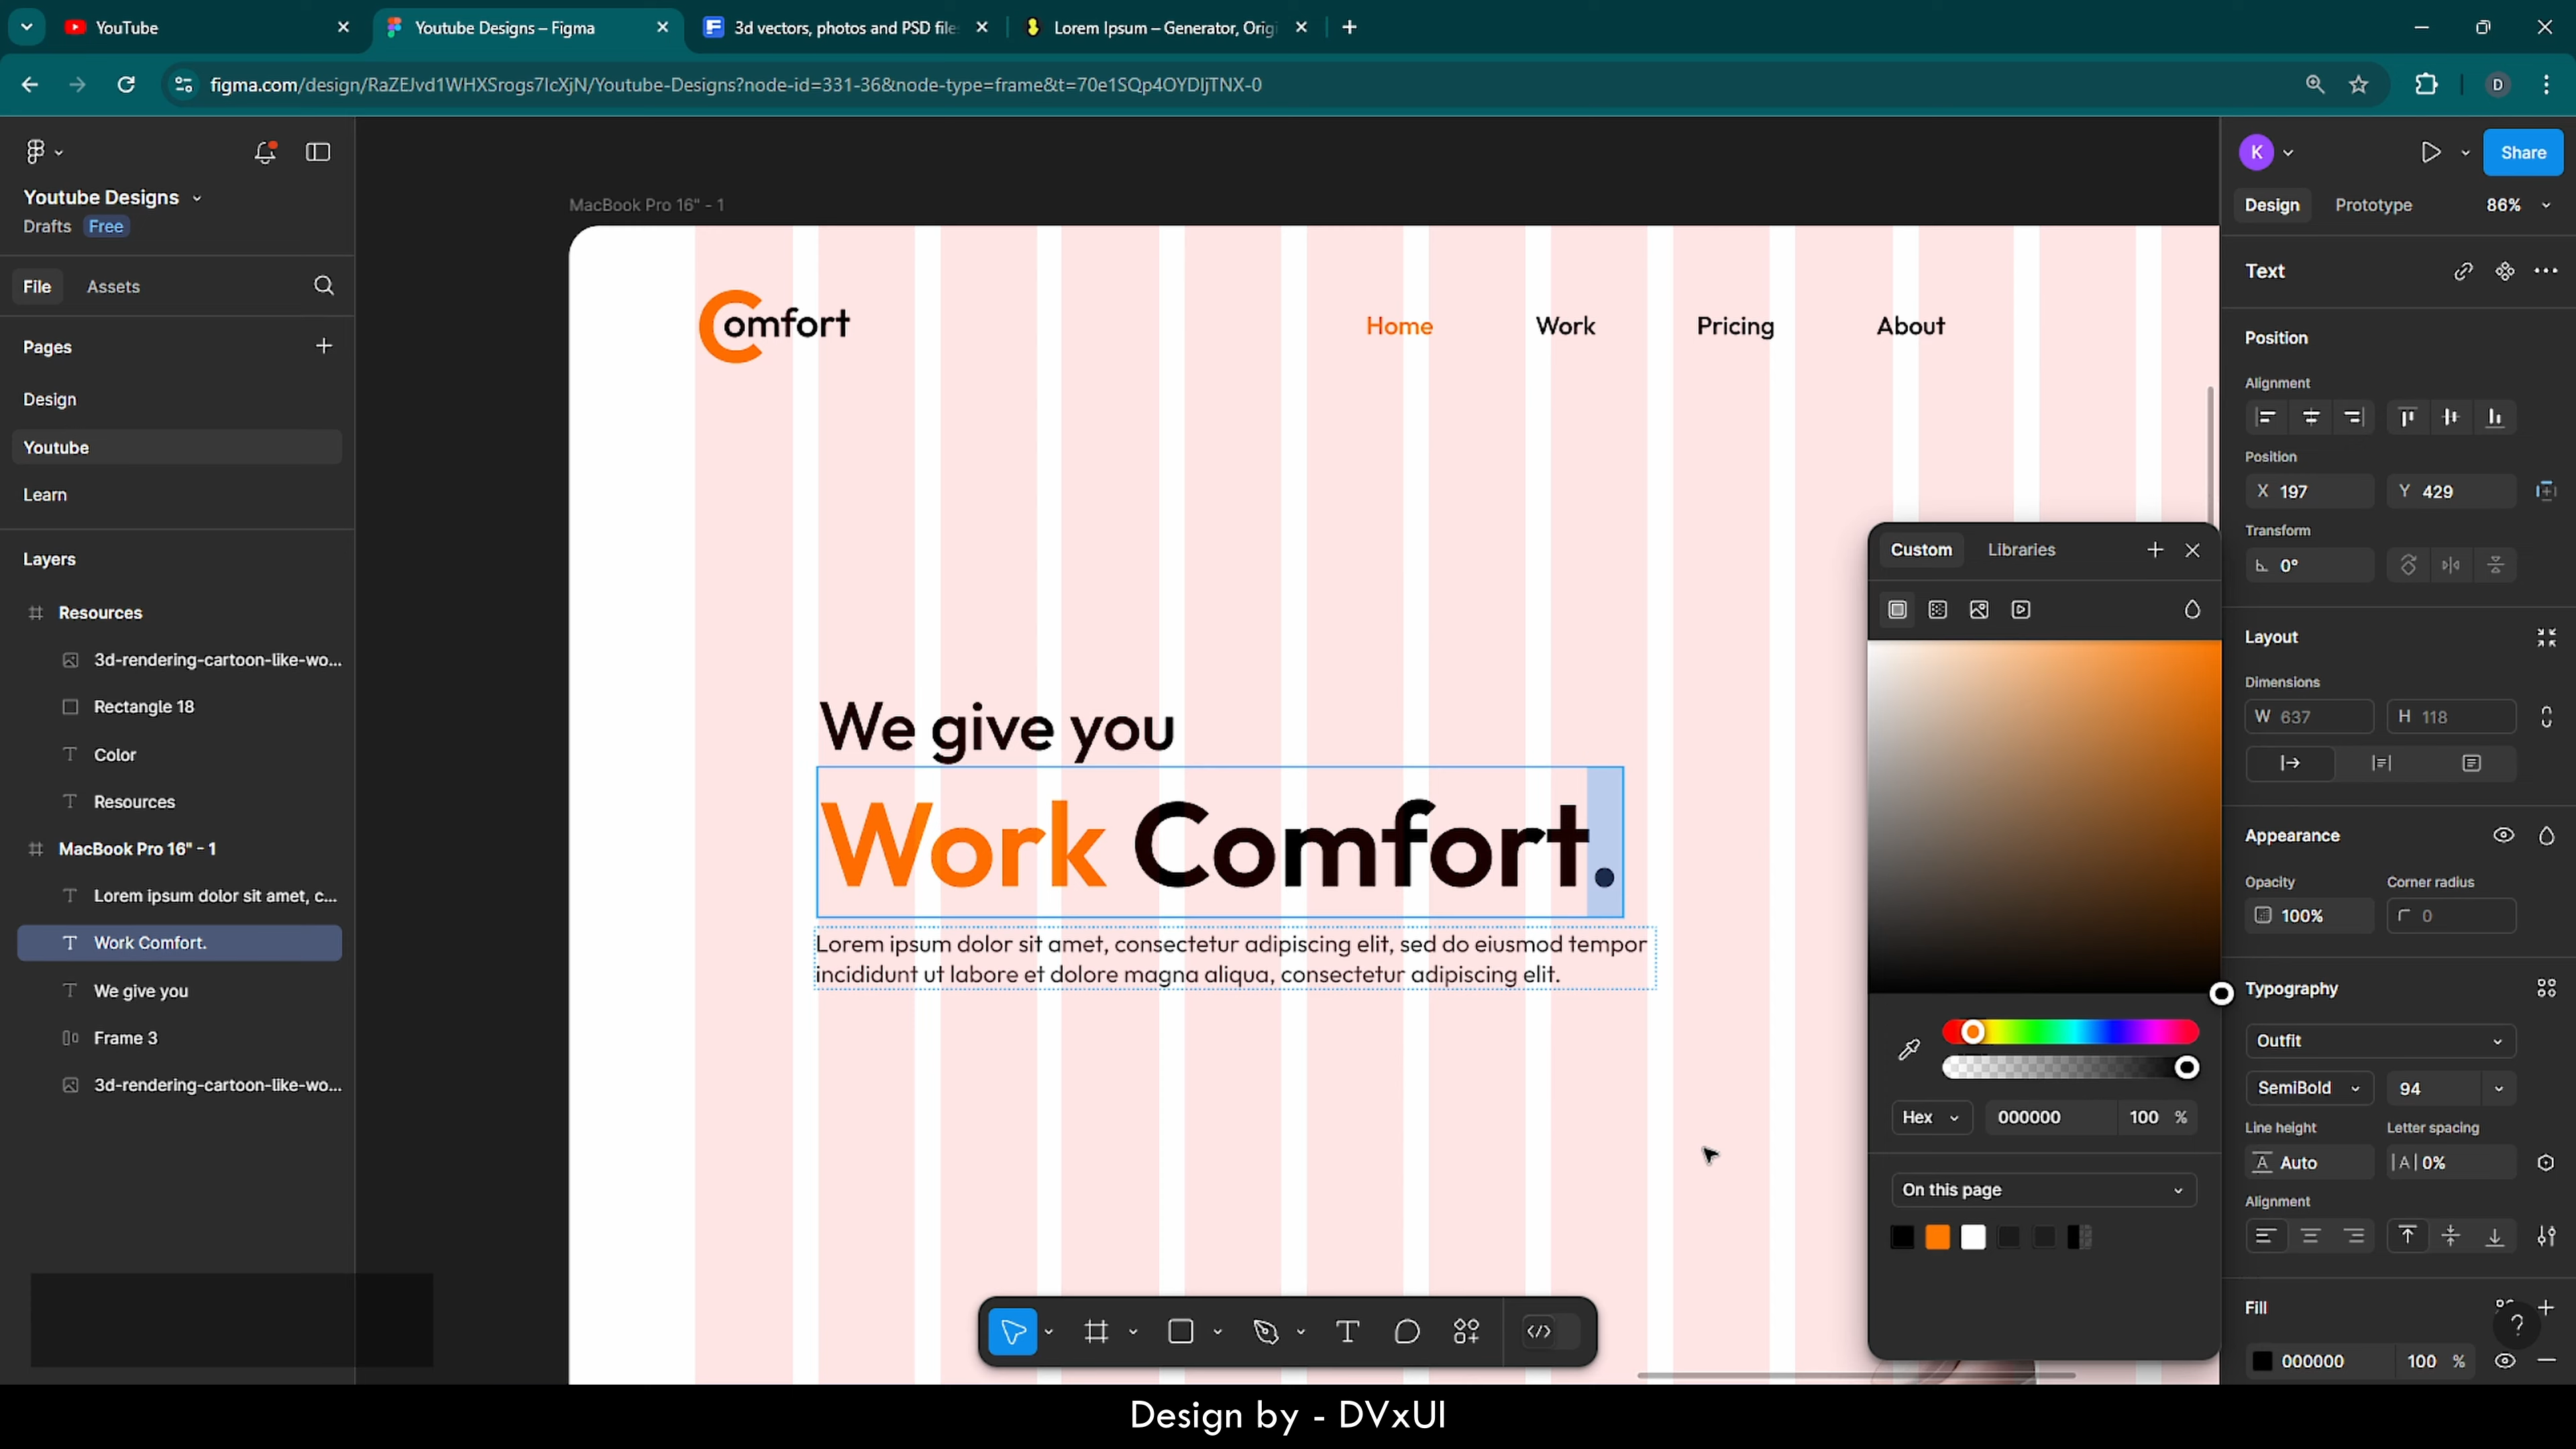 YouTube
Youtube Designs – Figma
3d vectors, photos and PSD file
Lorem Ipsum – Generator, Orig
figma.com/design/RaZEJvd1WHXSrogs7IcXjN/Youtube-Designs?node-id=331-36&node-type=frame&t=70e1SQp4OYDIjTNX-0
D
Youtube Designs
Drafts Free
File Assets
Pages
Design
Youtube
Learn
Layers
Resources
3d-rendering-cartoon-like-wo...
Rectangle 18
Color
Resources
MacBook Pro 16" - 1
Lorem ipsum dolor sit amet, c...
Work Comfort.
We give you
Frame 3
3d-rendering-cartoon-like-wo...
MacBook Pro 16" - 1
Comfort
Home Work Pricing About
We give you
Work Comfort.
Lorem ipsum dolor sit amet, consectetur adipiscing elit, sed do eiusmod tempor
incididunt ut labore et dolore magna aliqua, consectetur adipiscing elit.
Custom Libraries
Hex 000000 100 %
On this page
K Share
Design Prototype 86%
Text
Position
Alignment
Position
X 197 Y 429
Transform
0°
Layout
Dimensions
W 637 H 118
Appearance
Opacity Corner radius
100% 0
Typography
Outfit
SemiBold 94
Line height Letter spacing
A Auto |A| 0%
Alignment
Fill
?
000000 100 %
Design by - DVxUI